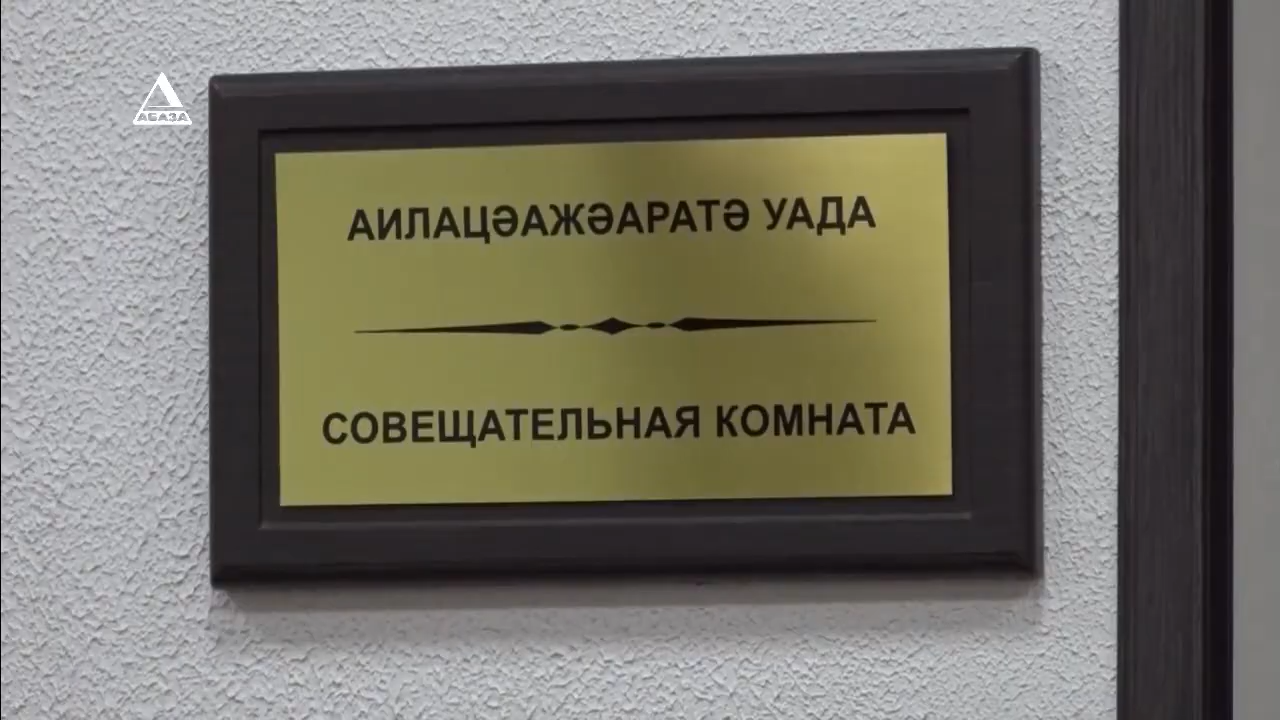 АБАЗА
АИЛАЦӘАЖӘАРАТӘ УАДА
СОВЕЩАТЕЛЬНАЯ КОМНАТА